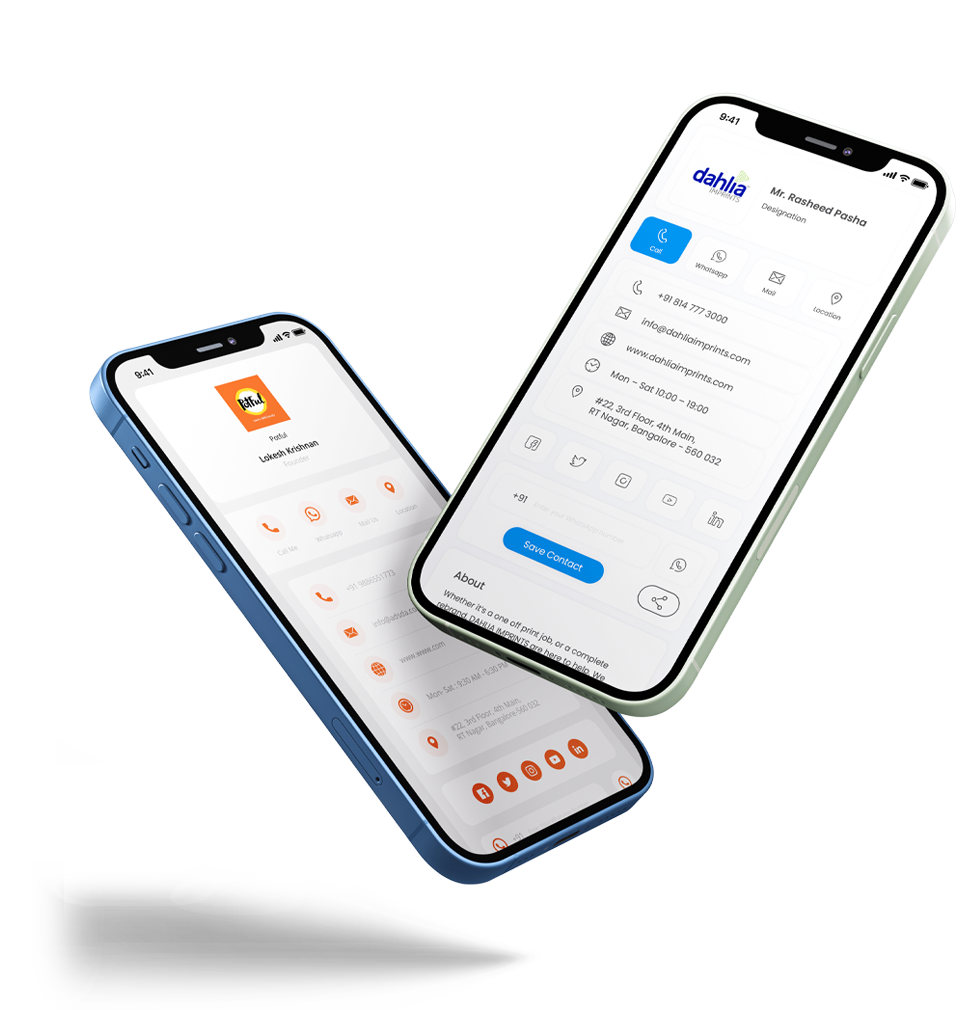 9:41
Potful
Potful
Lokesh Krishnan
Founder
Call Me
Whatsapp
Mail Us
Location
+91 9886551773
www.www.com
Mon- Sat : 9:30 AM - 6:30 PM
#22, 3rd Floor, 4th Main,
RT Nagar, Bangalore-560 032
+91
9:41
dahlia
IMPRINTS
Mr. Rasheed Pasha
Designation
Call
Whatsapp
Mail
Location
+91 814 777 3000
info@dahliaimprints.com
www.dahliaimprints.com
Mon – Sat 10:00 – 19:00
#22, 3rd Floor, 4th Main,
RT Nagar, Bangalore - 560 032
+91 Enter your WhatsApp number
Save Contact
About
Whether it's a one off print job, or a complete
rebrand, DAHLIA IMPRINTS are here to help. We